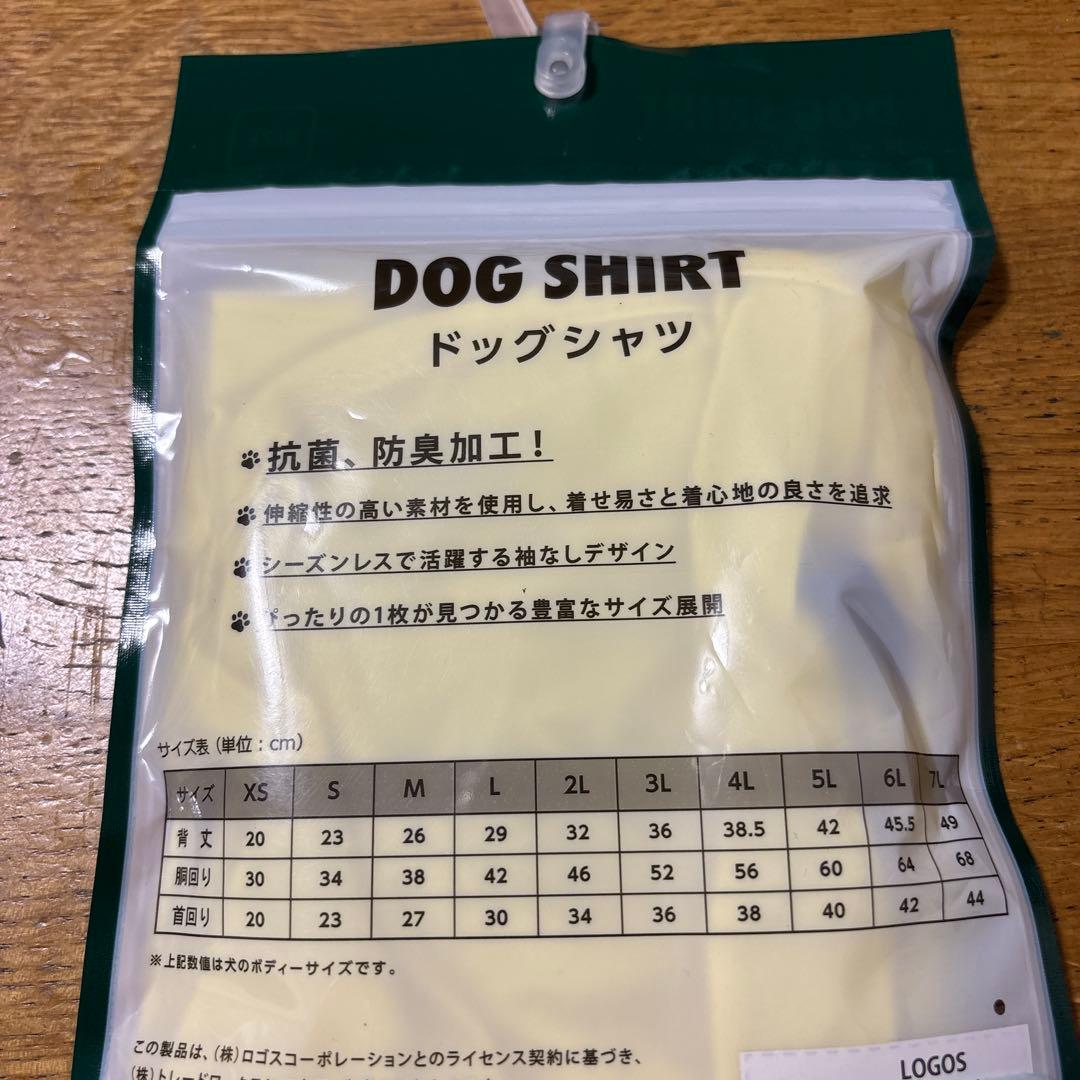 DOG SHIRT
ドッグシャツ
抗菌、防臭加工!
伸縮性の高い素材を使用し、着せ易さと着心地の良さを追求
シーズンレスで活躍する袖なしデザイン
ぴったりの1枚が見つかる豊富なサイズ展開
サイズ表(単位:cm)
サイズ XS S M L 2L 3L 4L 5L 6L 7L
背丈 20 23 26 29 32 36 38.5 42 45.5 49
胴回り 30 34 38 42 46 52 56 60 64 68
首回り 20 23 27 30 34 36 38 40 42 44
※上記数値は犬のボディーサイズです。
この製品は、(株)ロゴスコーポレーションとのライセンス契約に基づき、
LOGOS